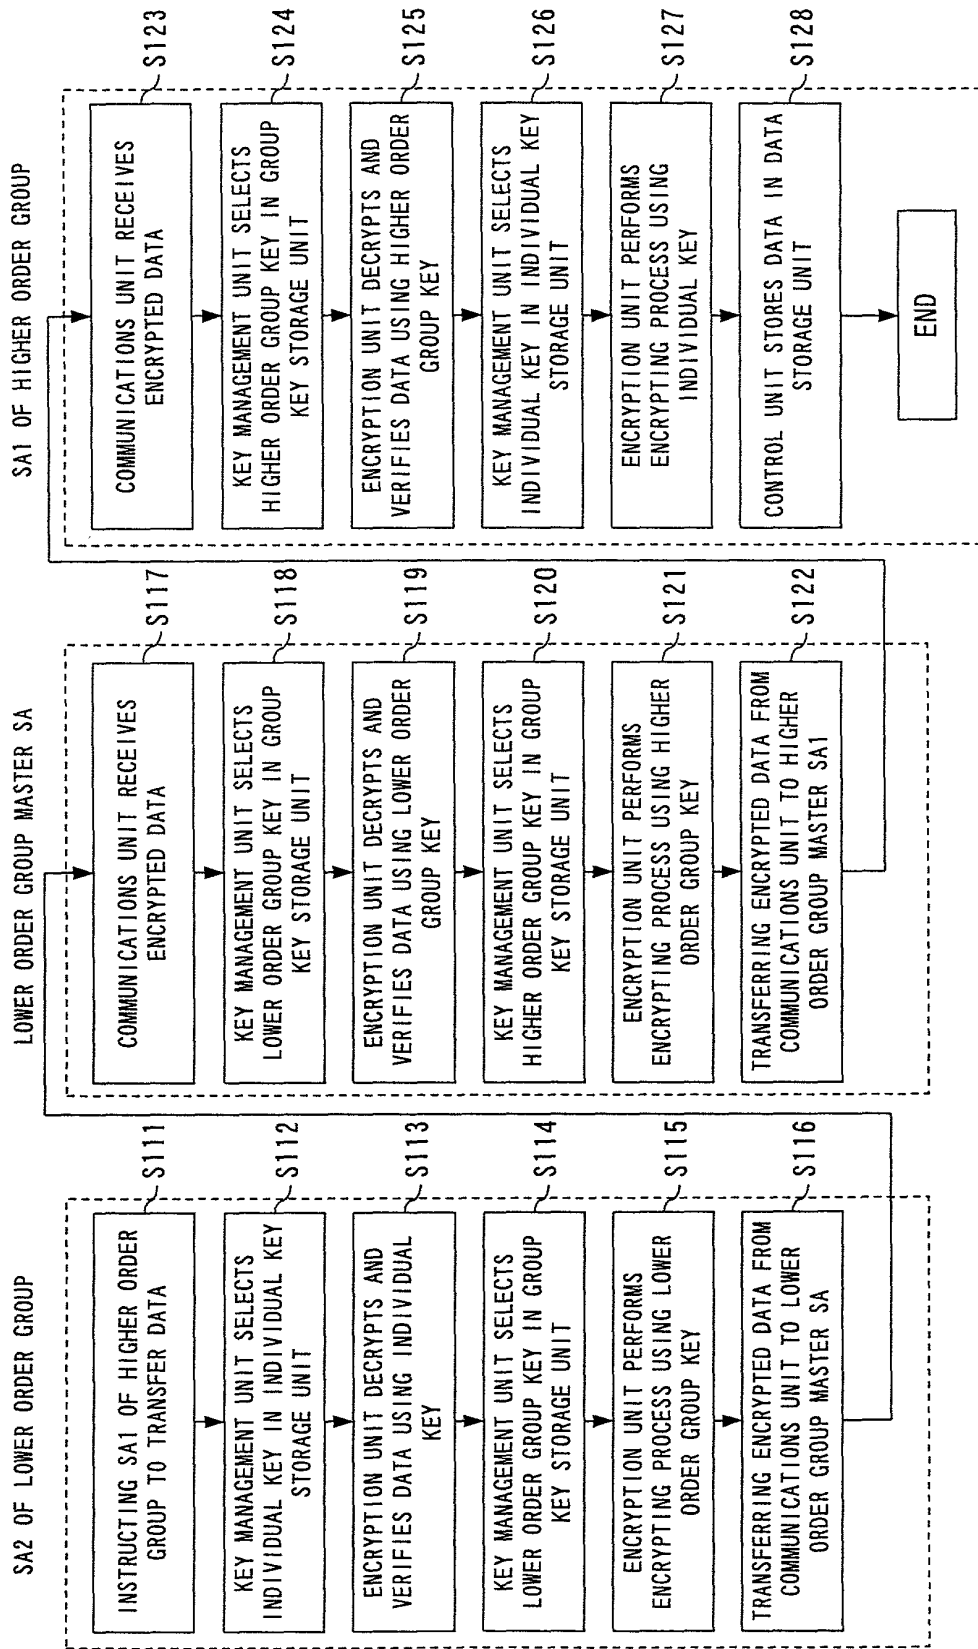 SA2 OF LOWER ORDER GROUP
INSTRUCTING SA1 OF HIGHER ORDER
GROUP TO TRANSFER DATA
S111
KEY MANAGEMENT UNIT SELECTS
INDIVIDUAL KEY IN INDIVIDUAL KEY
STORAGE UNIT
S112
ENCRYPTION UNIT DECRYPTS AND
VERIFIES DATA USING INDIVIDUAL
KEY
S113
KEY MANAGEMENT UNIT SELECTS
LOWER ORDER GROUP KEY IN GROUP
KEY STORAGE UNIT
S114
ENCRYPTION UNIT PERFORMS
ENCRYPTING PROCESS USING LOWER
ORDER GROUP KEY
S115
TRANSFERRING ENCRYPTED DATA FROM
COMMUNICATIONS UNIT TO LOWER
ORDER GROUP MASTER SA
S116
LOWER ORDER GROUP MASTER SA
COMMUNICATIONS UNIT RECEIVES
ENCRYPTED DATA
S117
KEY MANAGEMENT UNIT SELECTS
LOWER ORDER GROUP KEY IN GROUP
KEY STORAGE UNIT
S118
ENCRYPTION UNIT DECRYPTS AND
VERIFIES DATA USING LOWER ORDER
GROUP KEY
S119
KEY MANAGEMENT UNIT SELECTS
HIGHER ORDER GROUP KEY IN GROUP
KEY STORAGE UNIT
S120
ENCRYPTION UNIT PERFORMS
ENCRYPTING PROCESS USING HIGHER
ORDER GROUP KEY
S121
TRANSFERRING ENCRYPTED DATA FROM
COMMUNICATIONS UNIT TO HIGHER
ORDER GROUP MASTER SA1
S122
SA1 OF HIGHER ORDER GROUP
COMMUNICATIONS UNIT RECEIVES
ENCRYPTED DATA
S123
KEY MANAGEMENT UNIT SELECTS
HIGHER ORDER GROUP KEY IN GROUP
KEY STORAGE UNIT
S124
ENCRYPTION UNIT DECRYPTS AND
VERIFIES DATA USING HIGHER ORDER
GROUP KEY
S125
KEY MANAGEMENT UNIT SELECTS
INDIVIDUAL KEY IN INDIVIDUAL KEY
STORAGE UNIT
S126
ENCRYPTION UNIT PERFORMS
ENCRYPTING PROCESS USING
INDIVIDUAL KEY
S127
CONTROL UNIT STORES DATA IN DATA
STORAGE UNIT
S128
END